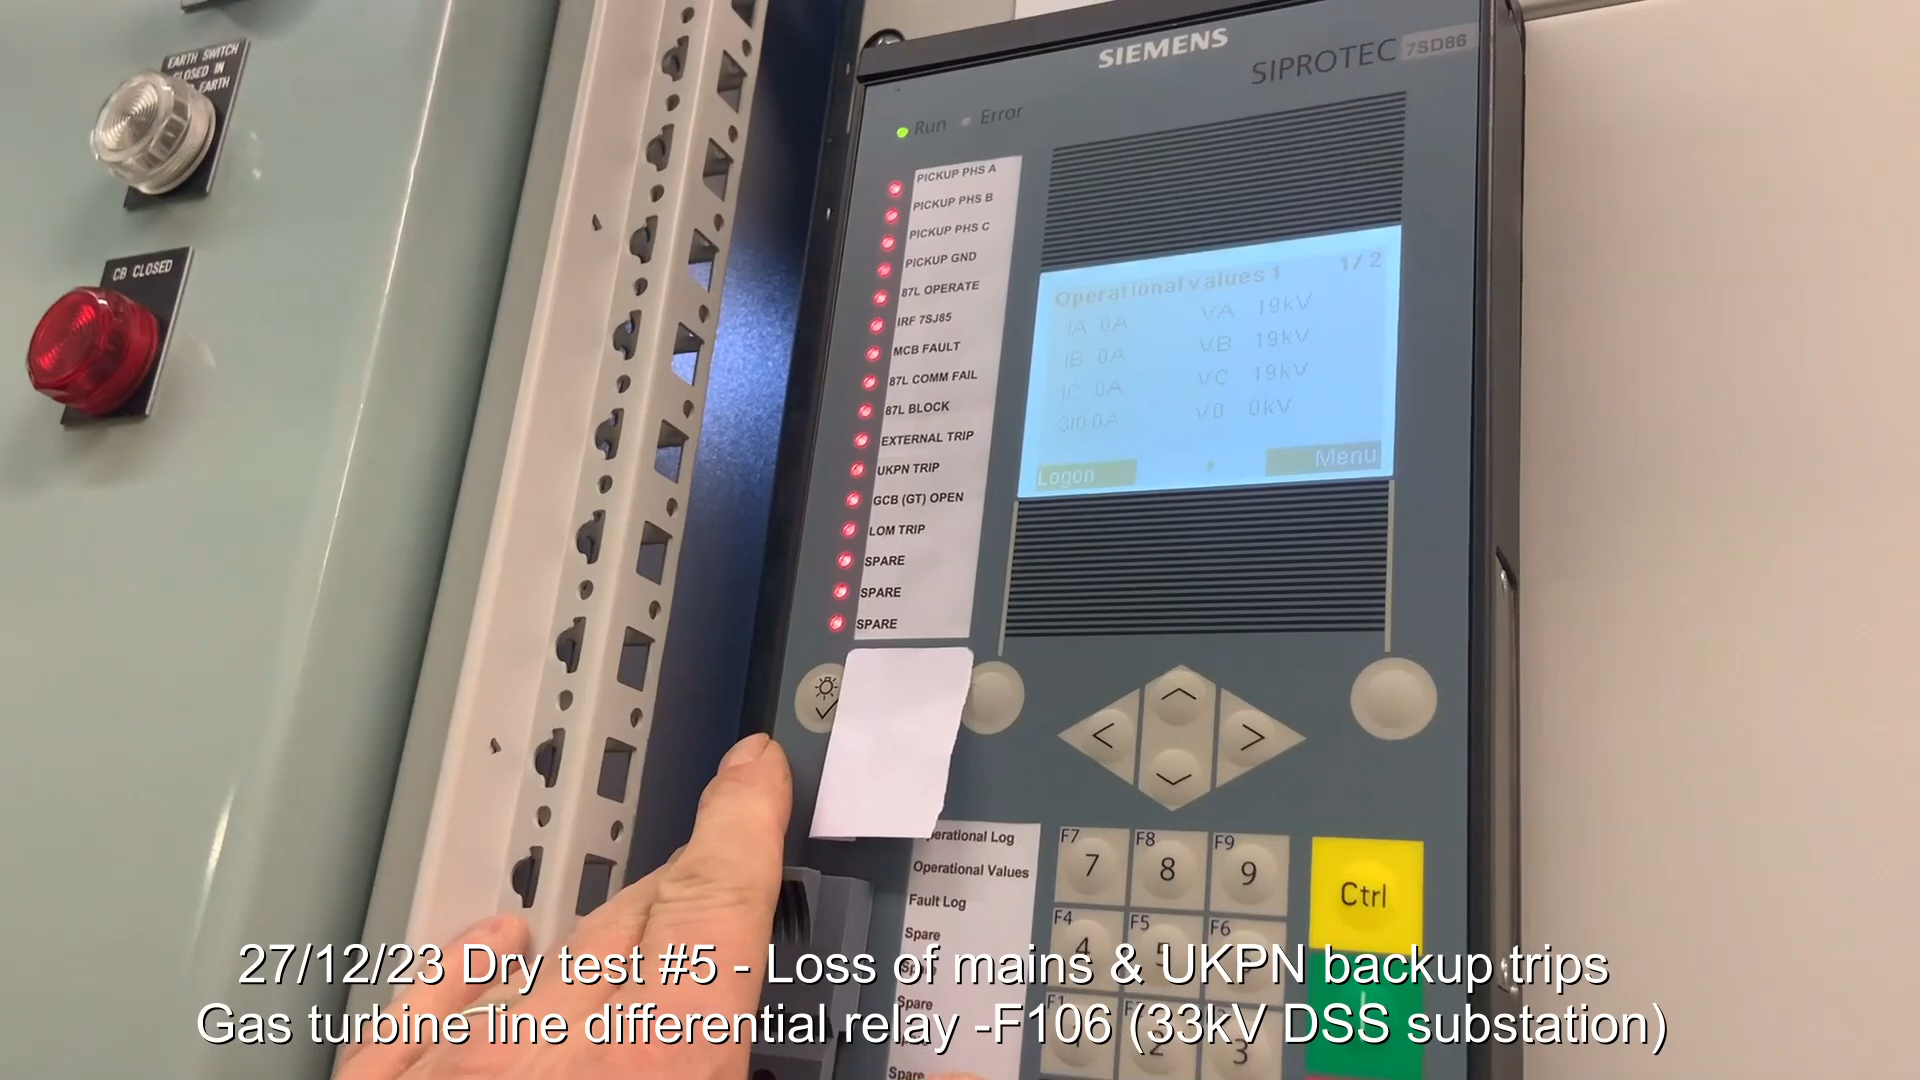 EARTH SWITCH
CLOSED IN
EARTH
CB CLOSED
SIEMENS
SIPROTEC 7SD86
Run Error
PICKUP PHS A
PICKUP PHS B
PICKUP PHS C
PICKUP GND
87L OPERATE
IRF 7SJ85
MCB FAULT
87L COMM FAIL
87L BLOCK
EXTERNAL TRIP
UKPN TRIP
GCB (GT) OPEN
LOM TRIP
SPARE
SPARE
SPARE
Operational values 1 1/2
IA 0A VA 19kV
IB 0A VB 19kV
IC 0A VC 19kV
3I0 0A V0 0kV
Logon Menu
perational Log
Operational Values
Fault Log
Spare
Spare
Spare
F7 7 F8 8 F9 9
F4 4 F5 5 F6
F1 1 2 3
Ctrl
27/12/23 Dry test #5 - Loss of mains & UKPN backup trips
Gas turbine line differential relay -F106 (33kV DSS substation)